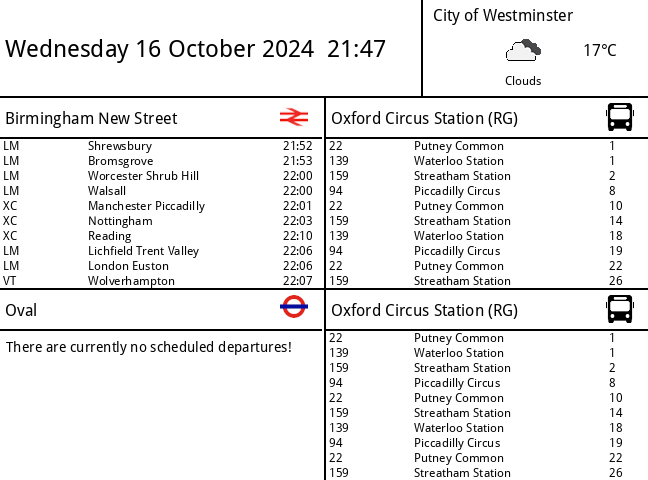 Wednesday 16 October 2024 21:47
City of Westminster
17°C
Clouds
Birmingham New Street
LM Shrewsbury 21:52
LM Bromsgrove 21:53
LM Worcester Shrub Hill 22:00
LM Walsall 22:00
XC Manchester Piccadilly 22:01
XC Nottingham 22:03
XC Reading 22:10
LM Lichfield Trent Valley 22:06
LM London Euston 22:06
VT Wolverhampton 22:07
Oxford Circus Station (RG)
22 Putney Common 1
139 Waterloo Station 1
159 Streatham Station 2
94 Piccadilly Circus 8
22 Putney Common 10
159 Streatham Station 14
139 Waterloo Station 18
94 Piccadilly Circus 19
22 Putney Common 22
159 Streatham Station 26
Oval
There are currently no scheduled departures!
Oxford Circus Station (RG)
22 Putney Common 1
139 Waterloo Station 1
159 Streatham Station 2
94 Piccadilly Circus 8
22 Putney Common 10
159 Streatham Station 14
139 Waterloo Station 18
94 Piccadilly Circus 19
22 Putney Common 22
159 Streatham Station 26